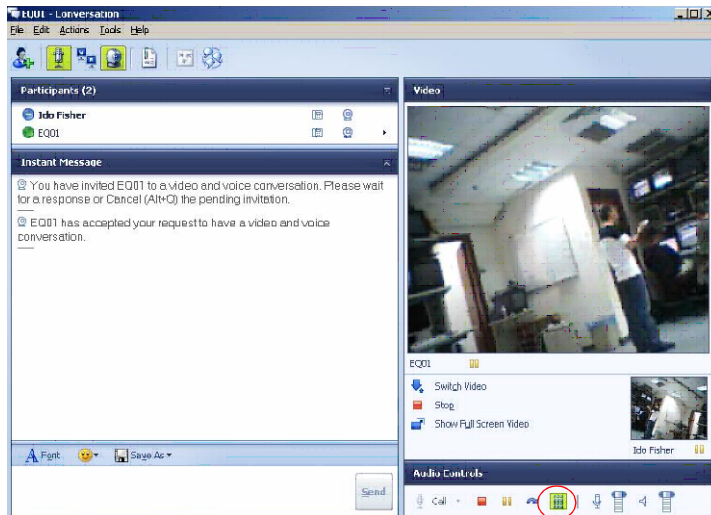 EQ01 - Conversation
File Edit Actions Tools Help
Participants (2)
Ido Fisher
EQ01
Instant Message
You have invited EQ01 to a video and voice conversation. Please wait
for a response or Cancel (Alt+Q) the pending invitation.
EQ01 has accepted your request to have a video and voice
conversation.
Font
Save As
Send
Video
EQ01
Switch Video
Stop
Show Full Screen Video
Ido Fisher
Audio Controls
Call